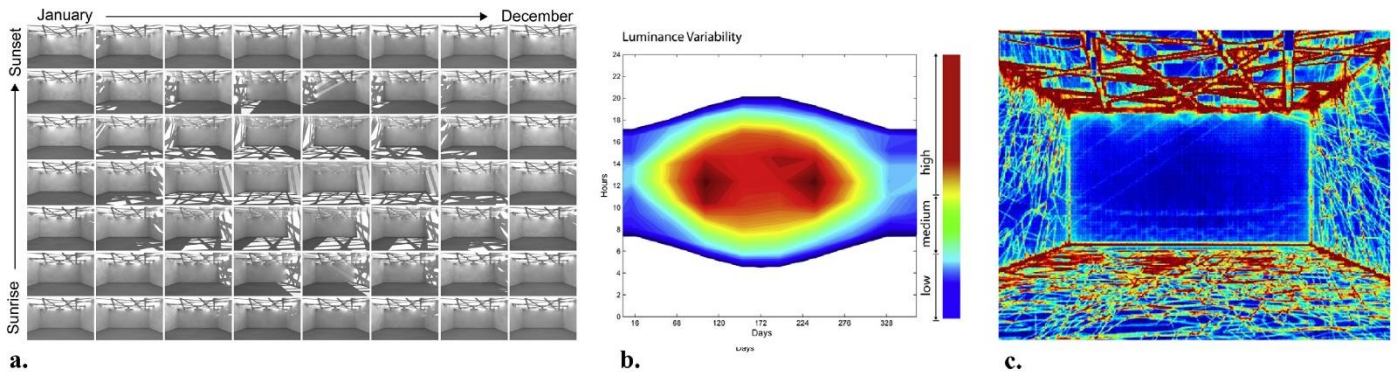 January
December
Sunset
Sunrise
a.
Luminance Variability
24
22
20
18
16
14
12
10
8
6
4
2
0
Hours
16
68
120
172
224
276
328
Days
Days
high
medium
low
b.
c.